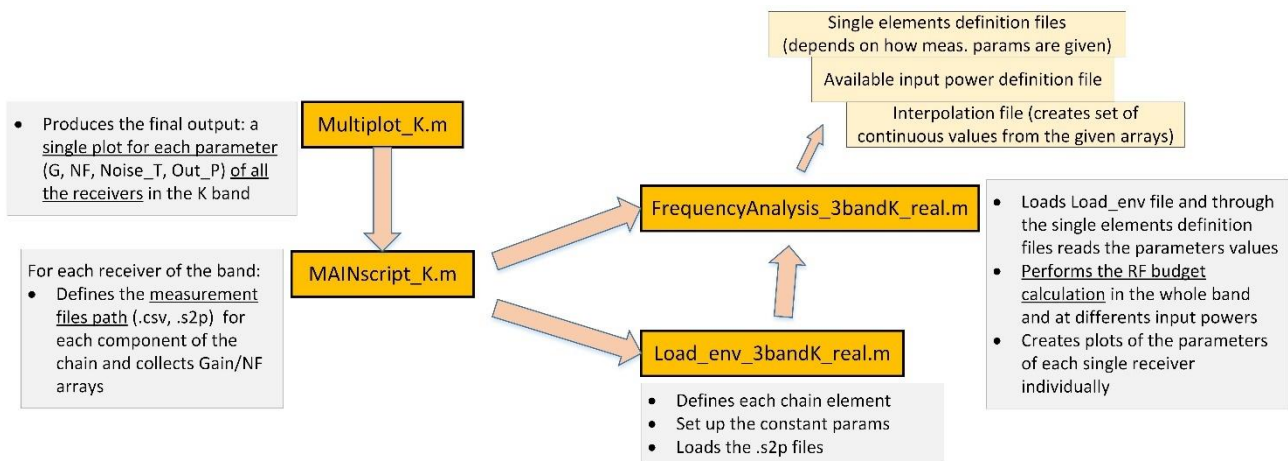 Single elements definition files
(depends on how meas. params are given)
Available input power definition file
Interpolation file (creates set of
continuous values from the given arrays)
Multiplot_K.m
• Produces the final output: a
single plot for each parameter
(G, NF, Noise_T, Out_P) of all
the receivers in the K band
FrequencyAnalysis_3bandK_real.m
• Loads Load_env file and through
the single elements definition
files reads the parameters values
• Performs the RF budget
calculation in the whole band
and at differents input powers
• Creates plots of the parameters
of each single receiver
individually
MAINscript_K.m
For each receiver of the band:
• Defines the measurement
files path (.csv, .s2p) for
each component of the
chain and collects Gain/NF
arrays
Load_env_3bandK_real.m
• Defines each chain element
• Set up the constant params
• Loads the .s2p files